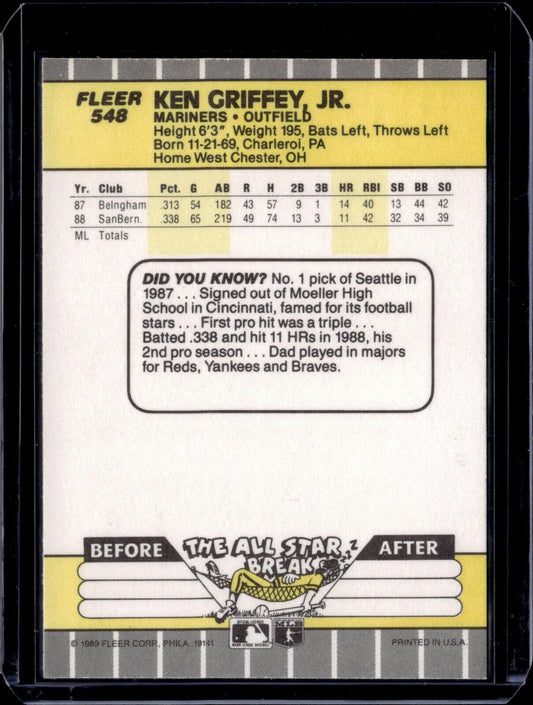 FLEER
548
KEN GRIFFEY, JR.
MARINERS • OUTFIELD
Height 6'3", Weight 195, Bats Left, Throws Left
Born 11-21-69, Charleroi, PA
Home West Chester, OH
Yr. Club Pct. G AB R H 2B 3B HR RBI SB BB SO
87 Belngham .313 54 182 43 57 9 1 14 40 13 44 42
88 SanBern. .338 65 219 49 74 13 3 11 42 32 34 39
ML Totals
DID YOU KNOW? No. 1 pick of Seattle in
1987 . . . Signed out of Moeller High
School in Cincinnati, famed for its football
stars . . . First pro hit was a triple . . .
Batted .338 and hit 11 HRs in 1988, his
2nd pro season . . . Dad played in majors
for Reds, Yankees and Braves.
BEFORE THE ALL STAR BREAK z z AFTER
© 1989 FLEER CORP., PHILA. 19141
MLB
PRINTED IN U.S.A.